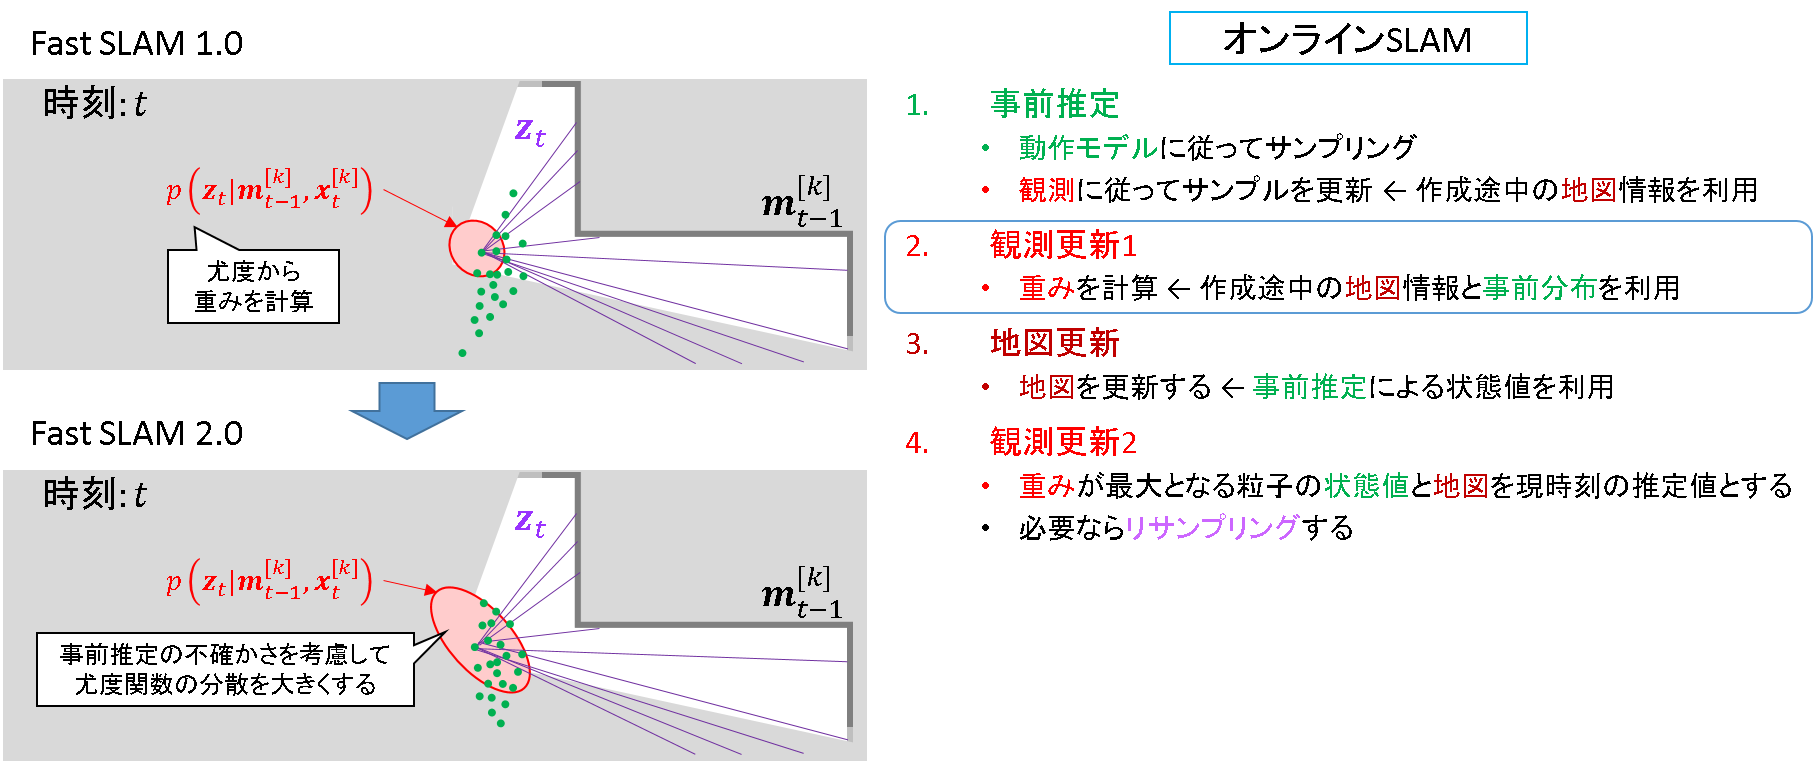 Fast SLAM 1.0
時刻: t
z_t
p(z_t|m_{t-1}^{[k]}, x_t^{[k]})
m_{t-1}^{[k]}
尤度から
重みを計算
Fast SLAM 2.0
時刻: t
z_t
p(z_t|m_{t-1}^{[k]}, x_t^{[k]})
m_{t-1}^{[k]}
事前推定の不確かさを考慮して
尤度関数の分散を大きくする
オンラインSLAM
1. 事前推定
• 動作モデルに従ってサンプリング
• 観測に従ってサンプルを更新 ← 作成途中の地図情報を利用
2. 観測更新1
• 重みを計算 ← 作成途中の地図情報と事前分布を利用
3. 地図更新
• 地図を更新する ← 事前推定による状態値を利用
4. 観測更新2
• 重みが最大となる粒子の状態値と地図を現時刻の推定値とする
• 必要ならリサンプリングする